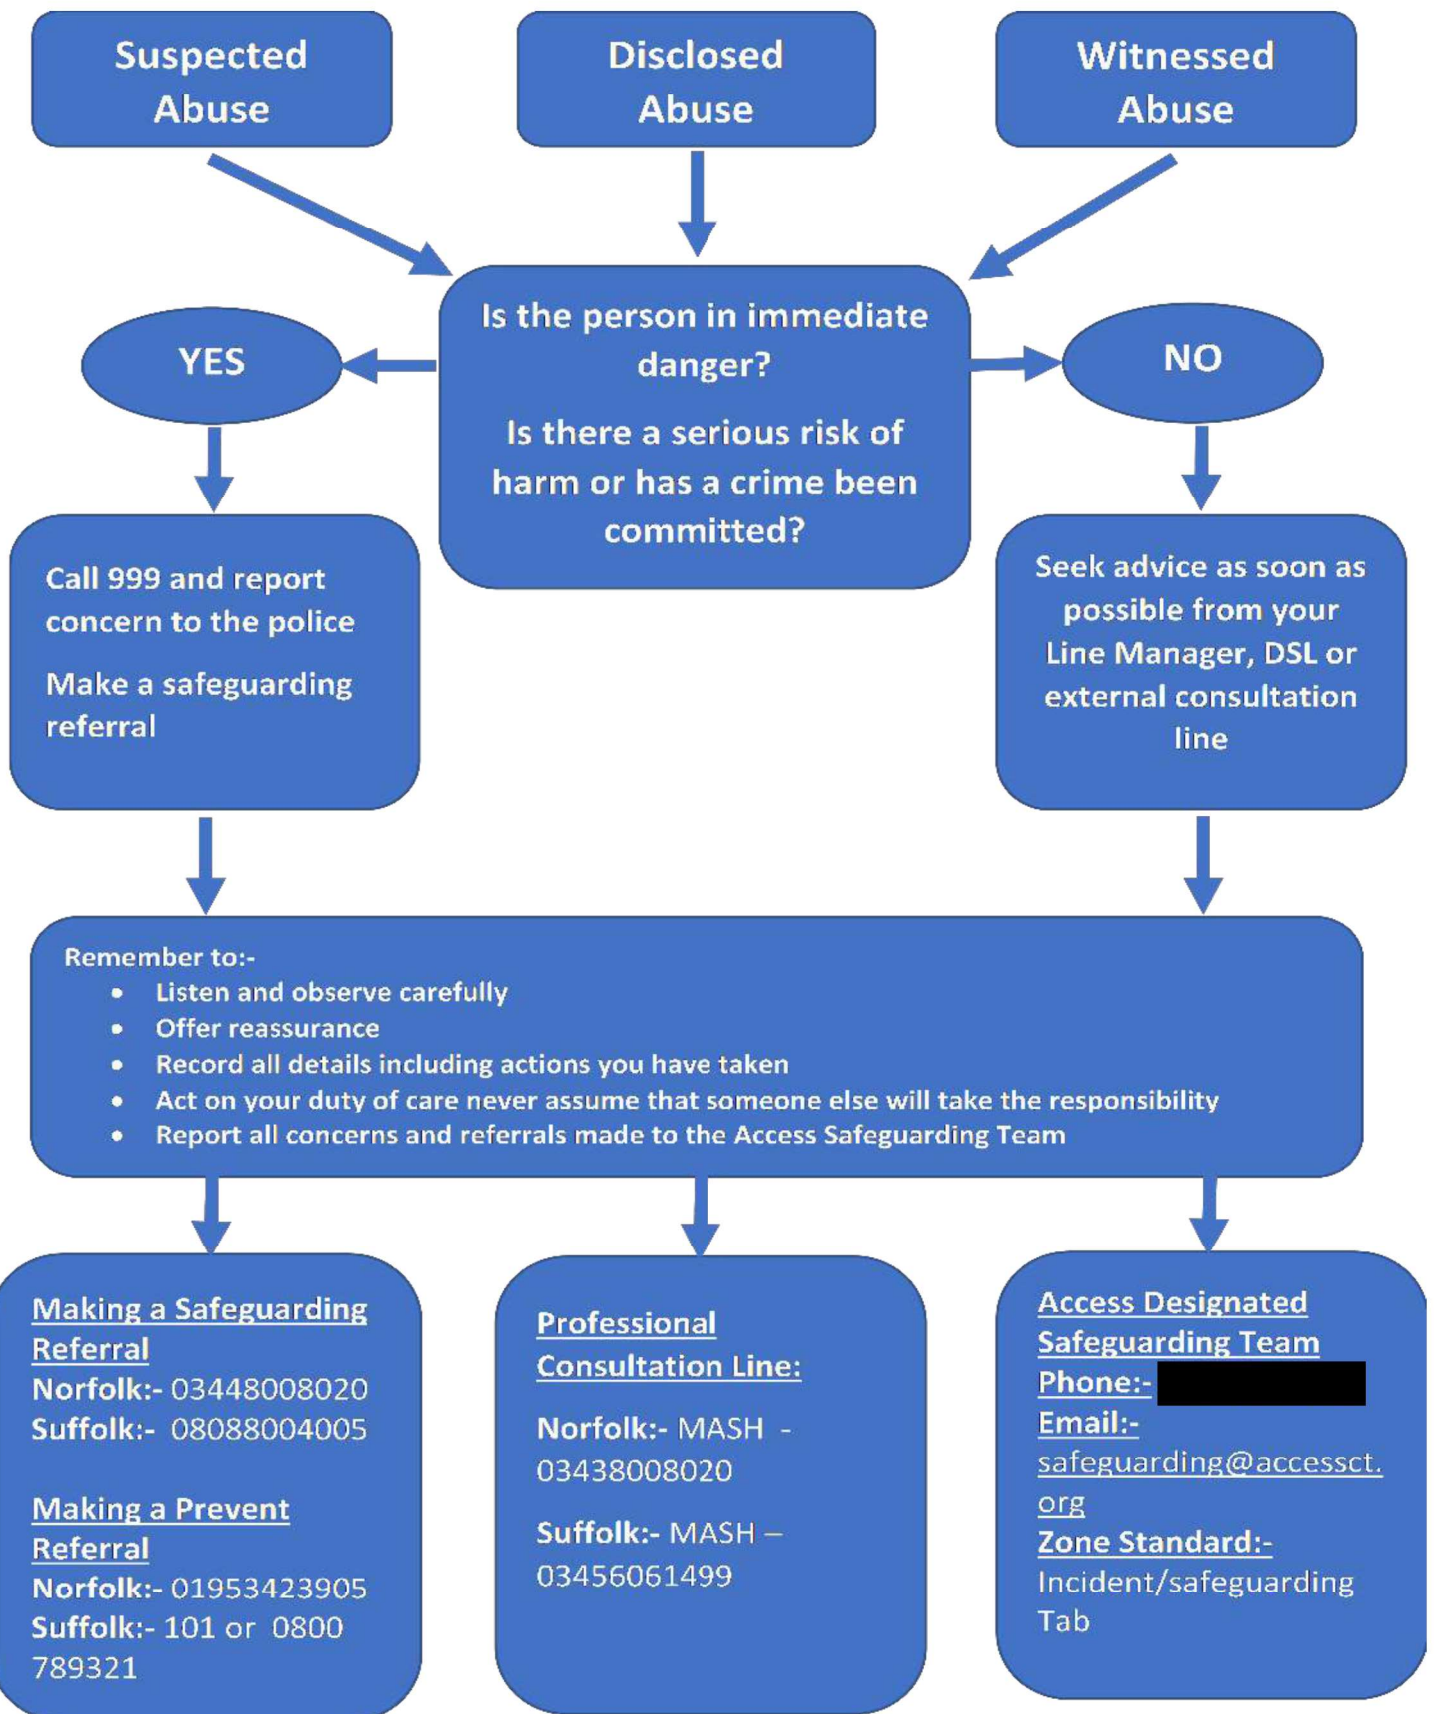 Suspected
Abuse
Disclosed
Abuse
Witnessed
Abuse
Is the person in immediate
danger?
Is there a serious risk of
harm or has a crime been
committed?
YES
NO
Call 999 and report
concern to the police
Make a safeguarding
referral
Seek advice as soon as
possible from your
Line Manager, DSL or
external consultation
line
Remember to:-
• Listen and observe carefully
• Offer reassurance
• Record all details including actions you have taken
• Act on your duty of care never assume that someone else will take the responsibility
• Report all concerns and referrals made to the Access Safeguarding Team
Making a Safeguarding
Referral
Norfolk:- 03448008020
Suffolk:- 08088004005
Making a Prevent
Referral
Norfolk:- 01953423905
Suffolk:- 101 or 0800
789321
Professional
Consultation Line:
Norfolk:- MASH -
03438008020
Suffolk:- MASH –
03456061499
Access Designated
Safeguarding Team
Phone:-
Email:-
safeguarding@accessct.
org
Zone Standard:-
Incident/safeguarding
Tab